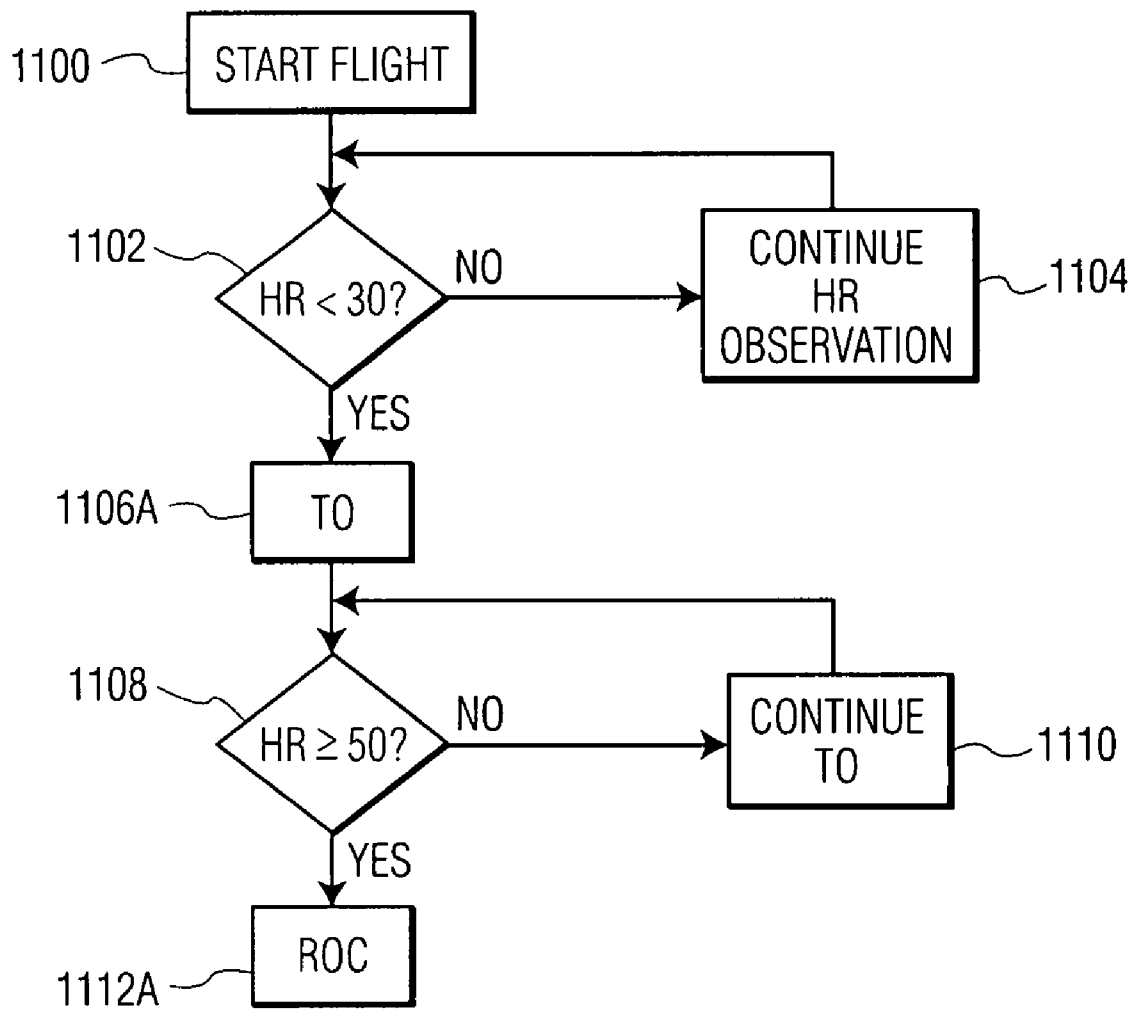 1100
START FLIGHT
1102
HR < 30?
NO
CONTINUE
HR
OBSERVATION
1104
YES
1106A
TO
1108
HR ≥ 50?
NO
CONTINUE
TO
1110
YES
ROC
1112A